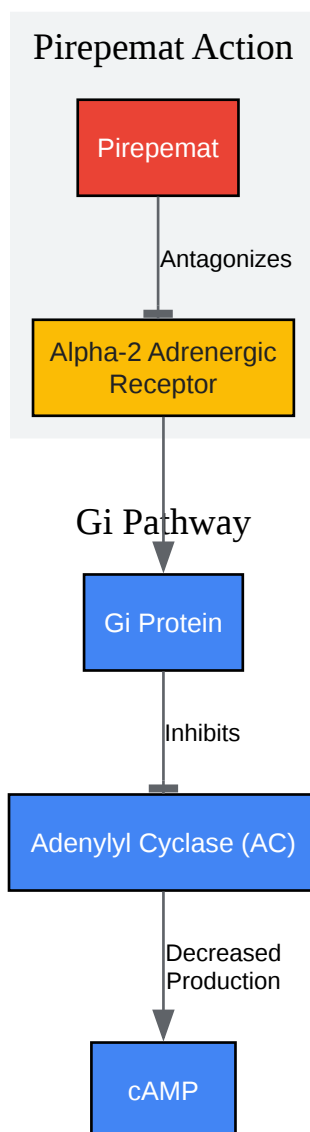 Pirepemat Action
Pirepemat
Antagonizes
Alpha-2 Adrenergic
Receptor
Gi Pathway
Gi Protein
Inhibits
Adenylyl Cyclase (AC)
Decreased
Production
cAMP